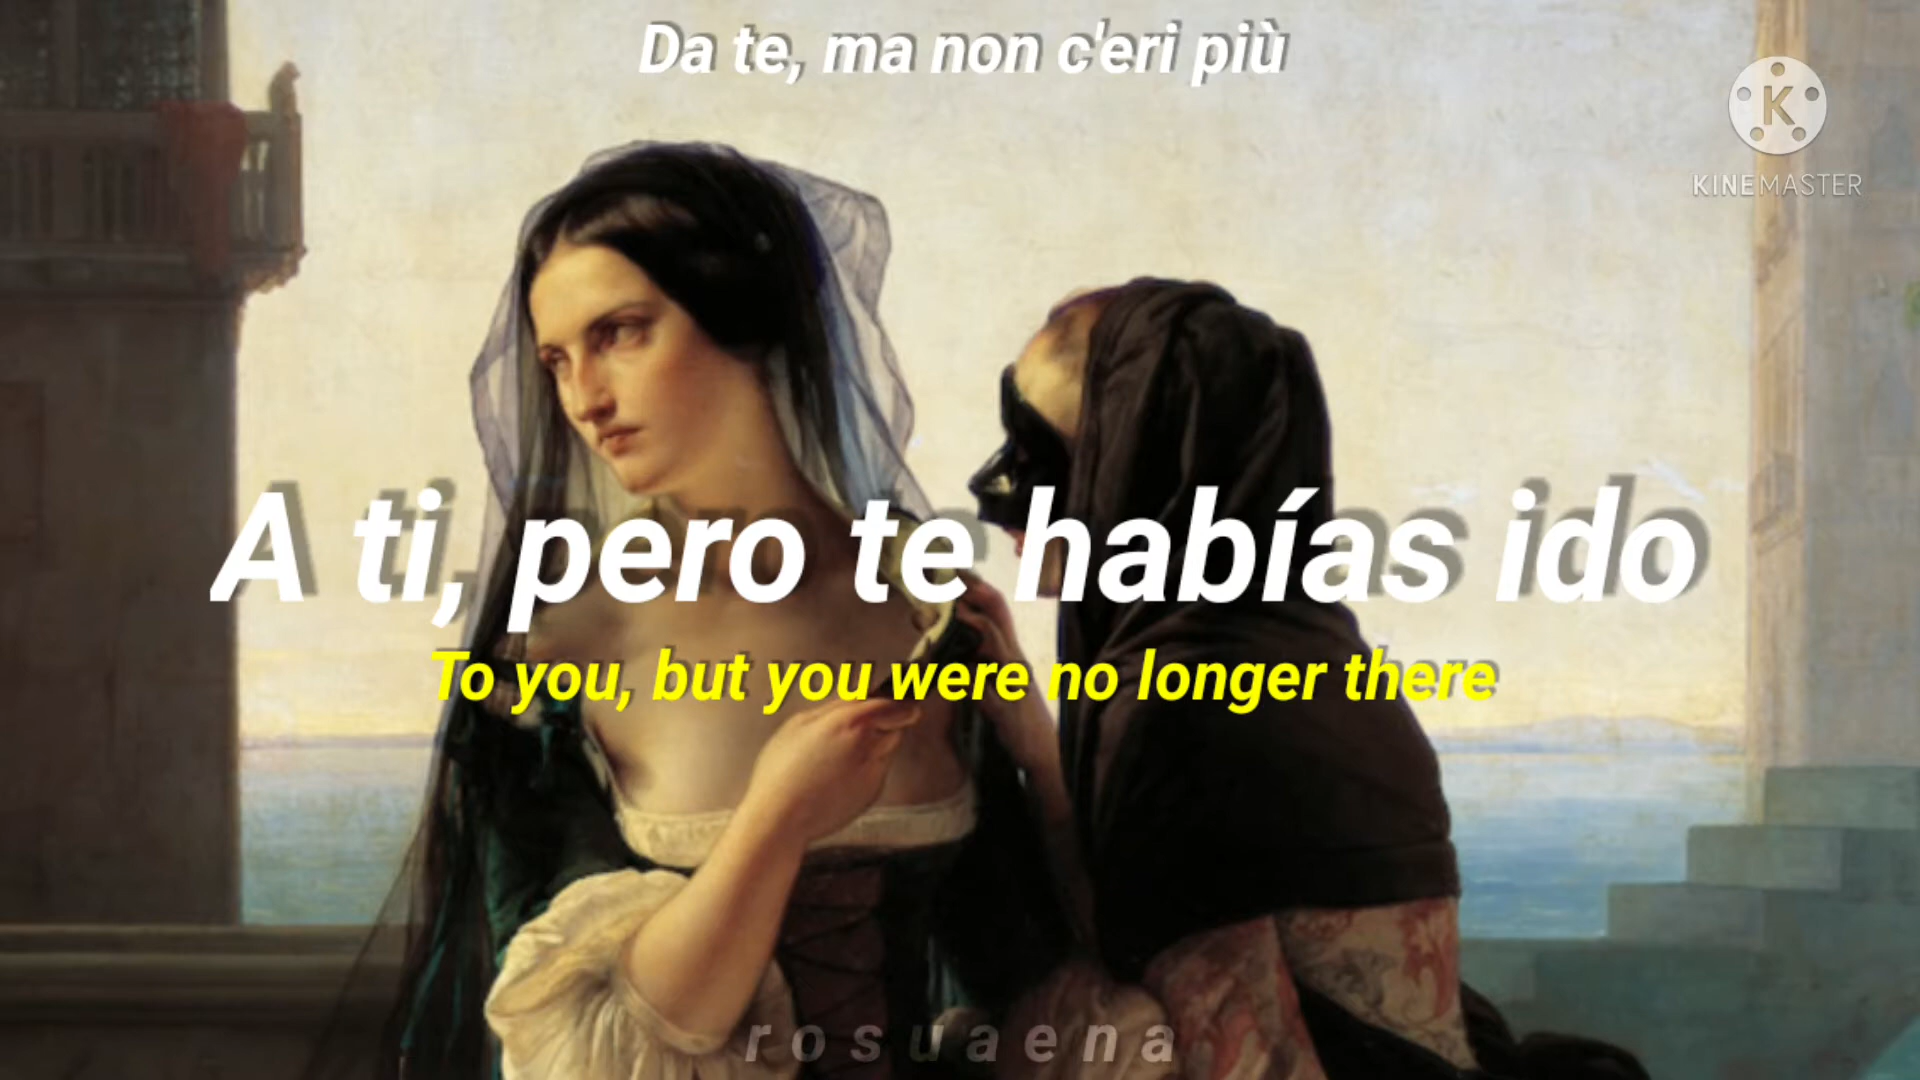 Da te, ma non c'eri più
K
KINEMASTER
A ti, pero te habías ido
To you, but you were no longer there
rosuaena